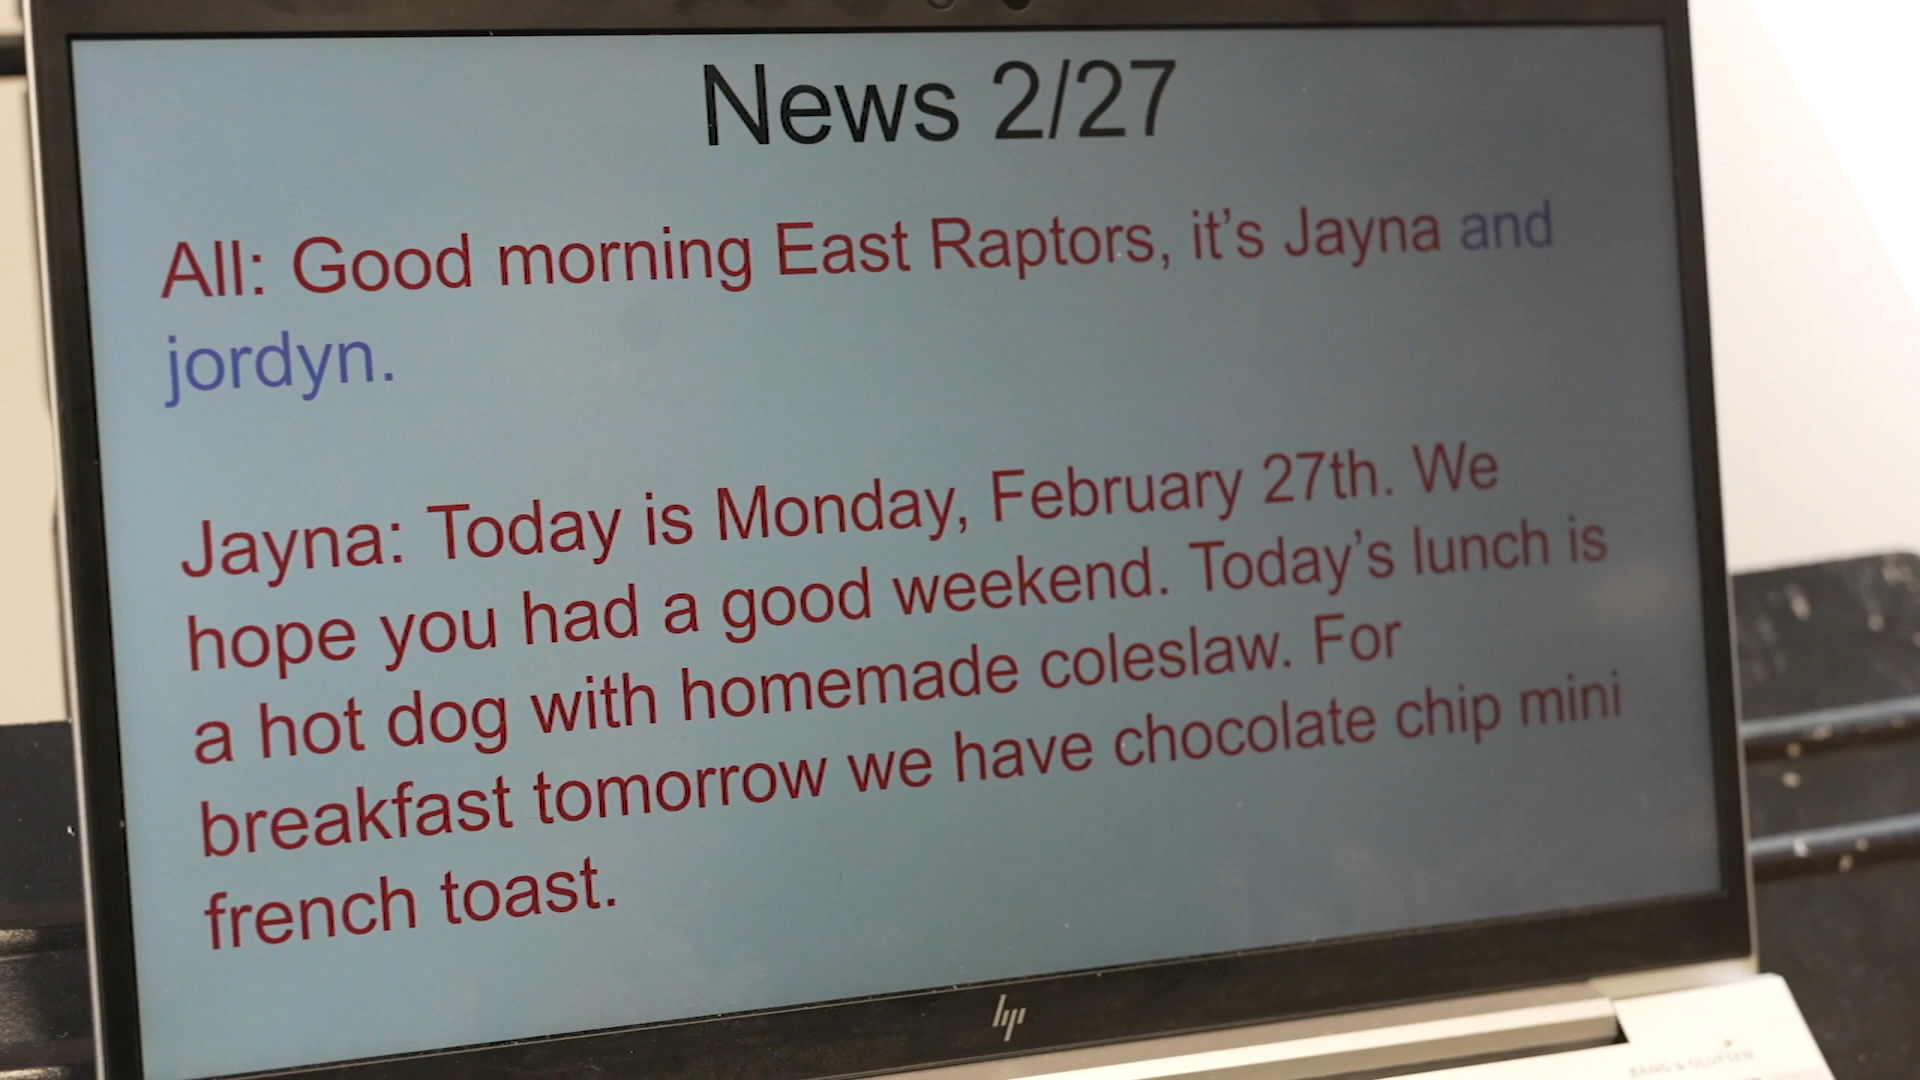 News 2/27
All: Good morning East Raptors, it's Jayna and
jordyn.
Jayna: Today is Monday, February 27th. We
hope you had a good weekend. Today's lunch is
a hot dog with homemade coleslaw. For
breakfast tomorrow we have chocolate chip mini
french toast.
hp
BANG & OLUFSEN